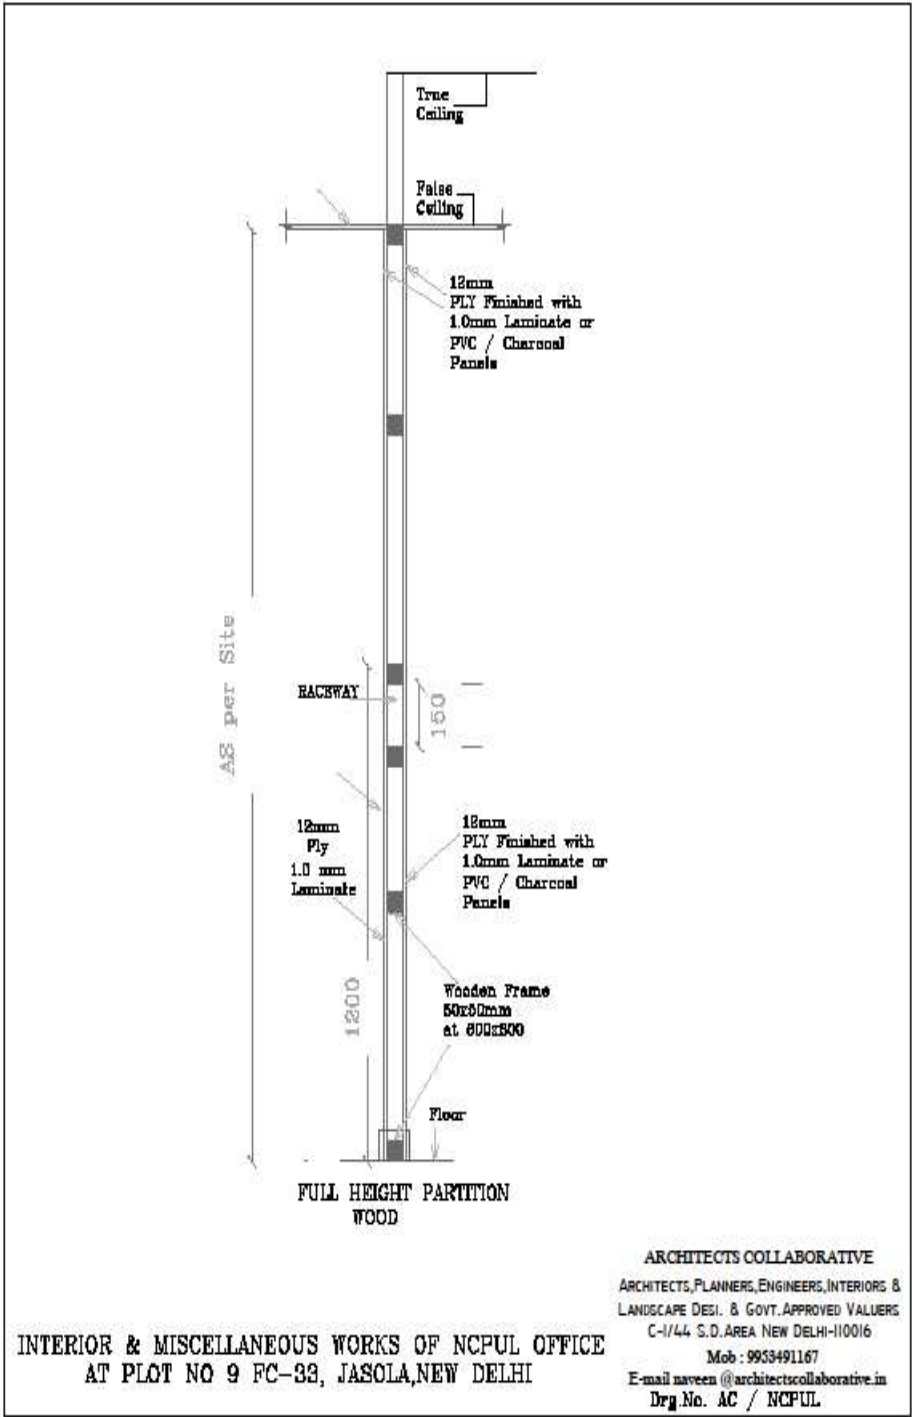 True
Ceiling
False
Ceiling
12mm
PLY Finished with
1.0mm Laminate or
PVC / Charcoal
Panels
AS per Site
RACEWAY
150
12mm
Ply
1.0 mm
Laminate
12mm
PLY Finished with
1.0mm Laminate or
PVC / Charcoal
Panels
1200
Wooden Frame
50x50mm
at 600x600
Floor
FULL HEIGHT PARTITION
WOOD
ARCHITECTS COLLABORATIVE
ARCHITECTS,PLANNERS,ENGINEERS,INTERIORS &
LANDSCAPE DESI. & GOVT.APPROVED VALUERS
C-1/44 S.D.AREA NEW DELHI-110016
Mob : 9953491167
E-mail naveen @architectscollaborative.in
Drg.No. AC / NCPUL
INTERIOR & MISCELLANEOUS WORKS OF NCPUL OFFICE
AT PLOT NO 9 FC-33, JASOLA,NEW DELHI